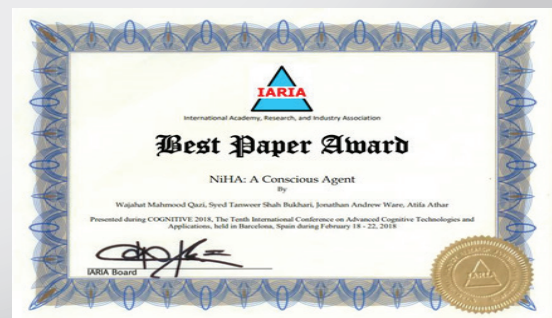 IARIA
International Academy, Research, and Industry Association
Best Paper Award
NiHA: A Conscious Agent
By
Wajahat Mahmood Qazi, Syed Tanweer Shah Bukhari, Jonathan Andrew Ware, Atifa Athar
Presented during COGNITIVE 2018, The Tenth International Conference on Advanced Cognitive Technologies and
Applications, held in Barcelona, Spain during February 18 - 22, 2018
IARIA Board